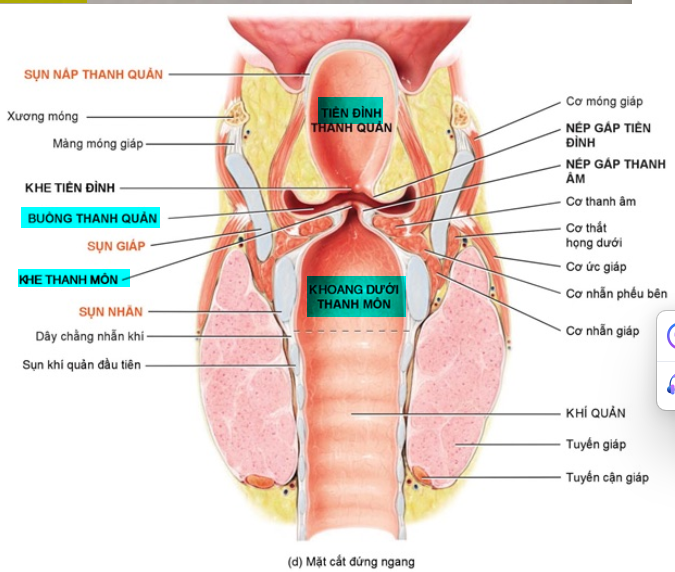 SỤN NẮP THANH QUẢN
Xương móng
Màng móng giáp
KHE TIỀN ĐÌNH
BUỒNG THANH QUẢN
SỤN GIÁP
KHE THANH MÔN
SỤN NHẪN
Dây chằng nhẫn khí
Sụn khí quản đầu tiên
TIỀN ĐÌNH
THANH QUẢN
KHOANG DƯỚI
THANH MÔN
Cơ móng giáp
NẾP GẤP TIỀN
ĐÌNH
NẾP GẤP THANH
ÂM
Cơ thanh âm
Cơ thắt
họng dưới
Cơ ức giáp
Cơ nhẫn phễu bên
Cơ nhẫn giáp
KHÍ QUẢN
Tuyến giáp
Tuyến cận giáp
(d) Mặt cắt đứng ngang